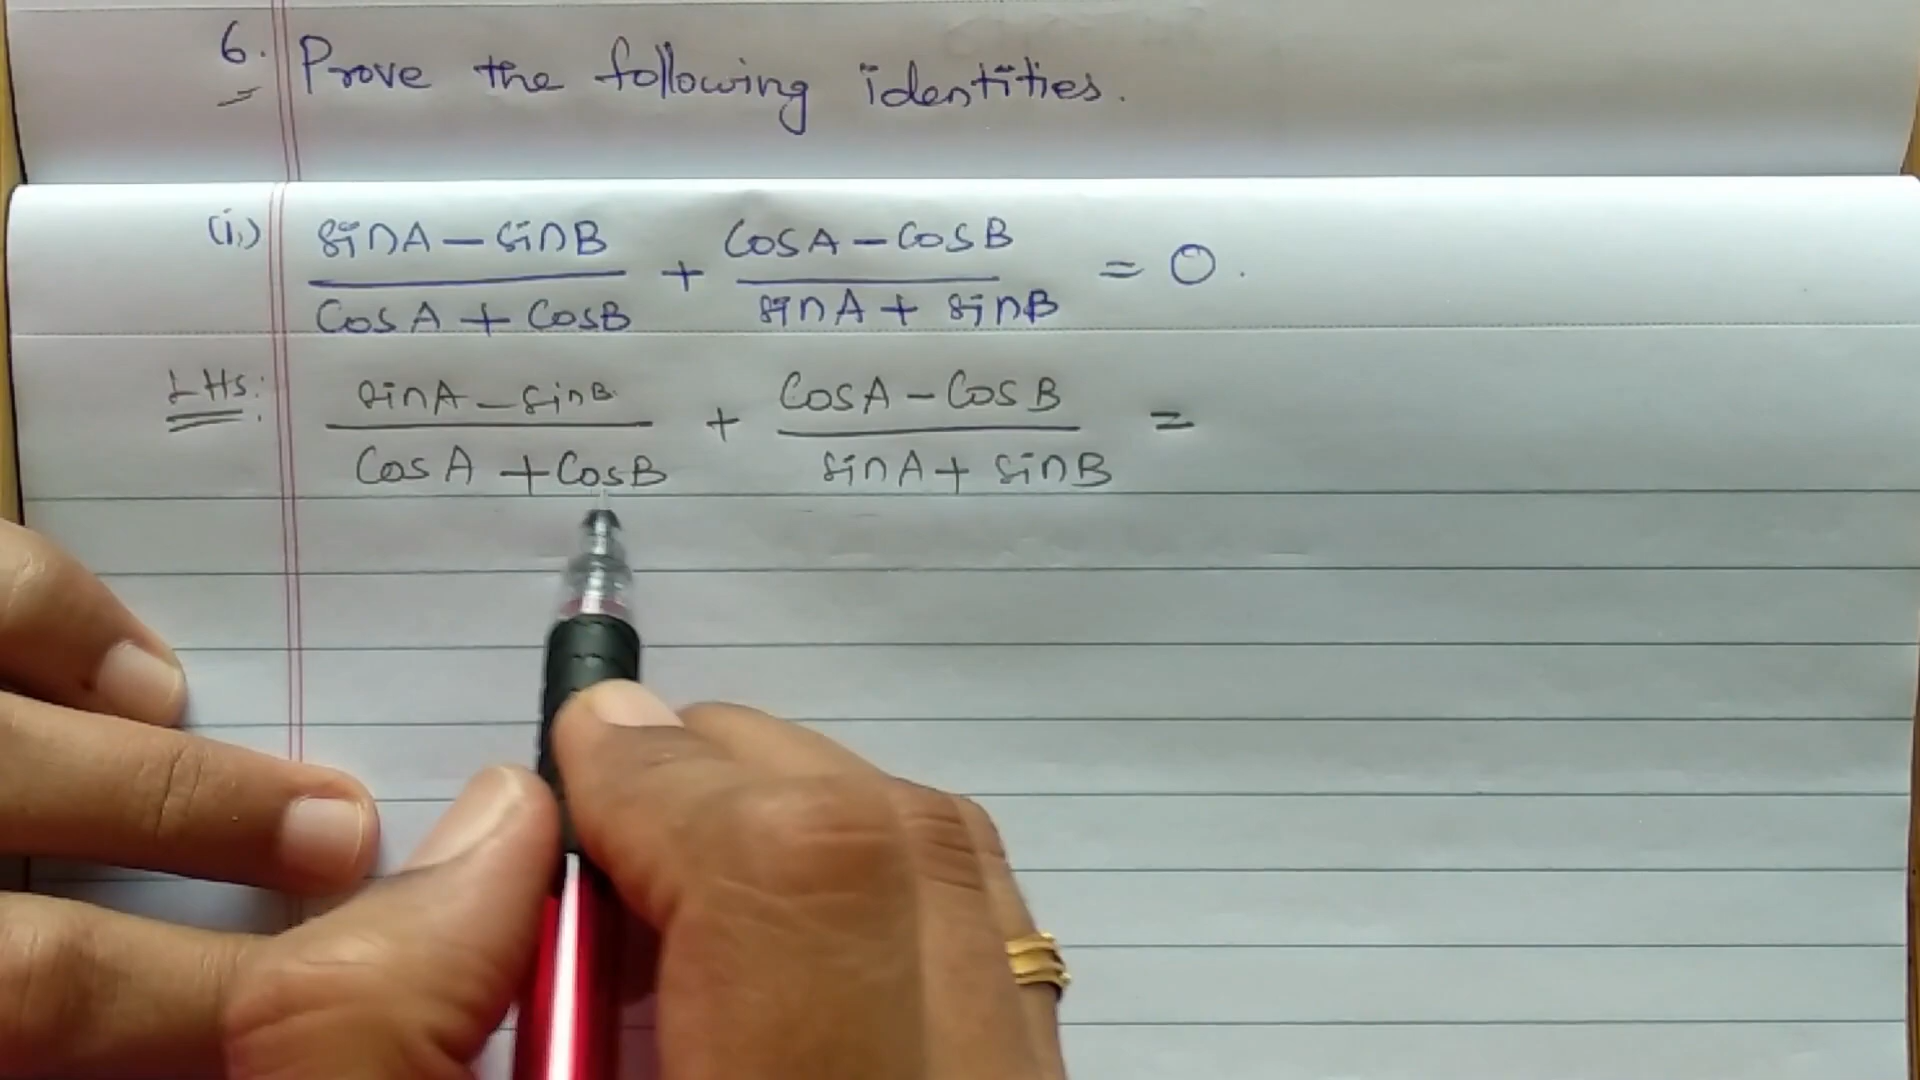 6. Prove the following identities.
(i) sinA - sinB / CosA + CosB + CosA - CosB / sinA + sinB = 0.
LHS: sinA - sinB / CosA + CosB + CosA - CosB / sinA + sinB =